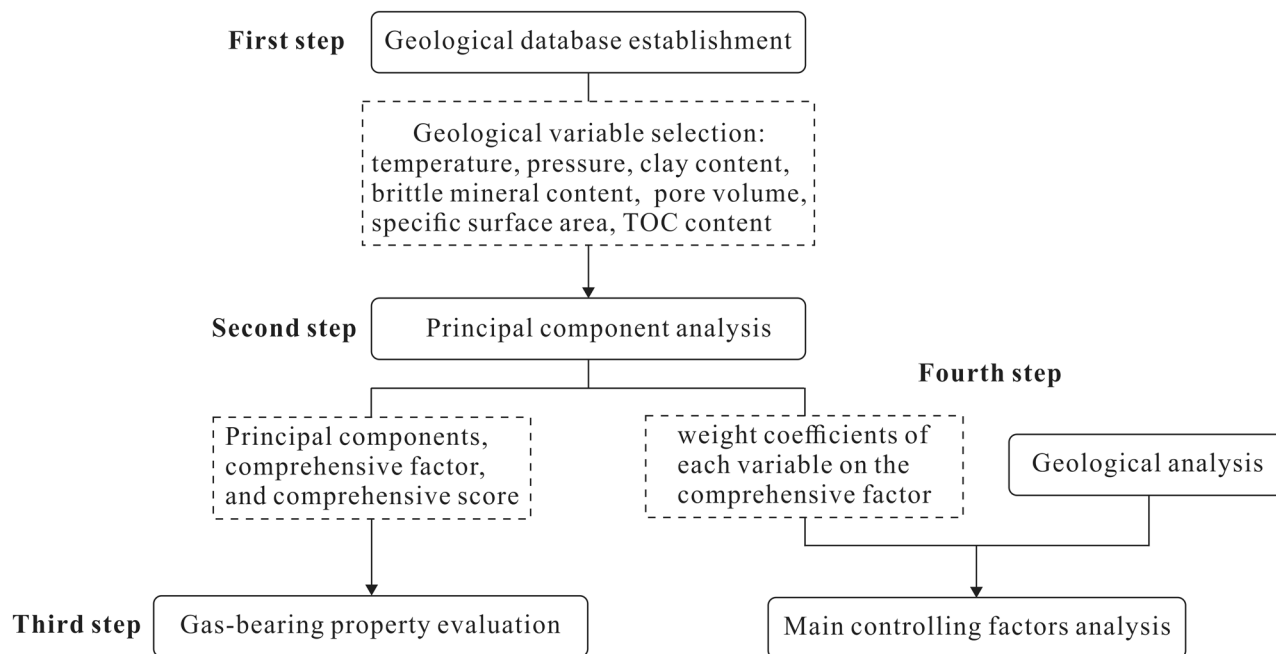 First step
Geological database establishment
Geological variable selection:
temperature, pressure, clay content,
brittle mineral content, pore volume,
specific surface area, TOC content
Second step
Principal component analysis
Fourth step
Principal components,
comprehensive factor,
and comprehensive score
weight coefficients of
each variable on the
comprehensive factor
Geological analysis
Third step
Gas-bearing property evaluation
Main controlling factors analysis